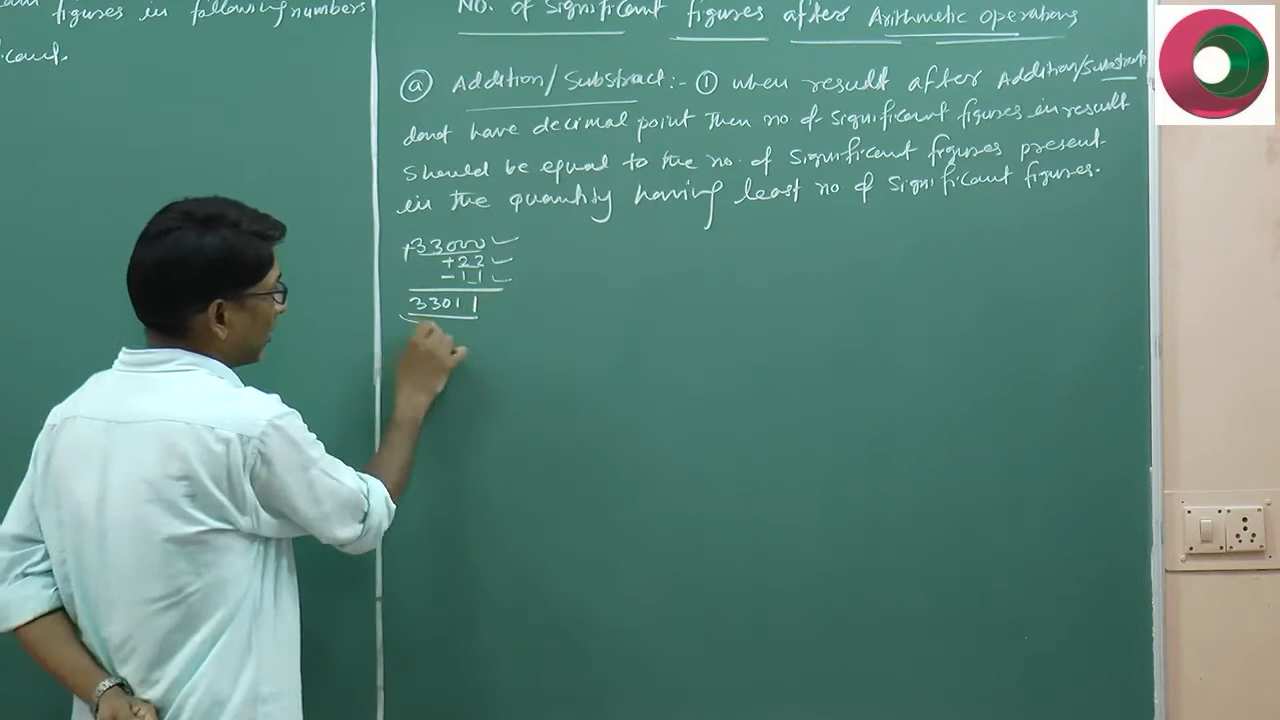 figures in following numbers
NO. of Significant figures after Arithmetic Operations
(a) Addition/Substract:- (1) when result after Addition/Substract
donot have decimal point Then no of Significant figures in result
should be equal to the no. of significant figures present
in the quantity having least no. of significant figures.
+33000
+22
-11
33011